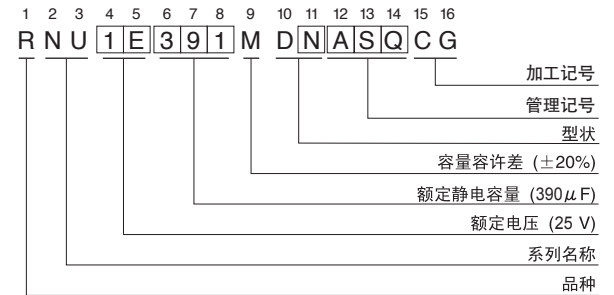 1 2 3 4 5 6 7 8 9 10 11 12 13 14 15 16
R N U 1 E 3 9 1 M D N A S Q C G
加工记号
管理记号
型状
容量容许差 (±20%)
额定静电容量 (390μF)
额定电压 (25 V)
系列名称
品种